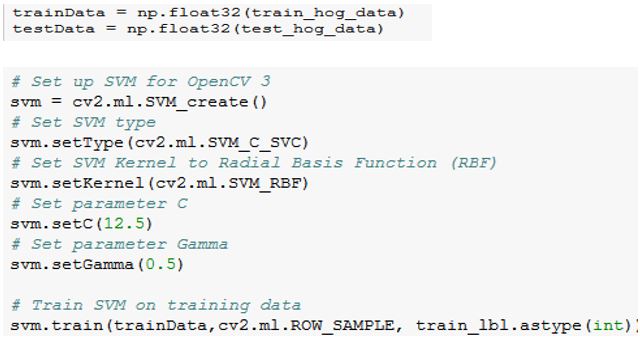 trainData = np.float32(train_hog_data)
testData = np.float32(test_hog_data)
# Set up SVM for OpenCV 3
svm = cv2.ml.SVM_create()
# Set SVM type
svm.setType(cv2.ml.SVM_C_SVC)
# Set SVM Kernel to Radial Basis Function (RBF)
svm.setKernel(cv2.ml.SVM_RBF)
# Set parameter C
svm.setC(12.5)
# Set parameter Gamma
svm.setGamma(0.5)
# Train SVM on training data
svm.train(trainData,cv2.ml.ROW_SAMPLE, train_lbl.astype(int))